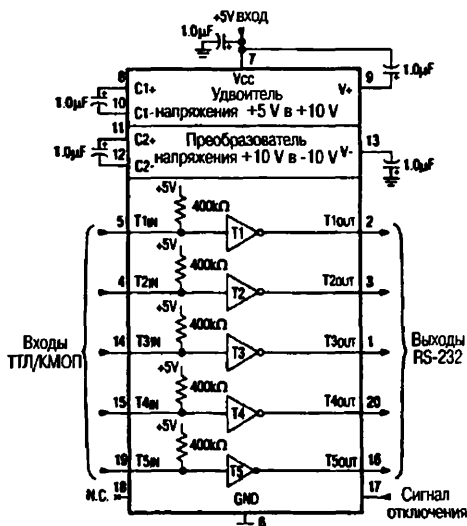 +5V ВХОД
1.0µF
7
1.0µF
8
C1+
Vcc
9
V+
Удвоитель
1.0µF
10
C1-
напряжения +5 V в +10 V
11
C2+
Преобразователь
13
V-
1.0µF
12
C2-
напряжения +10 V в -10 V
1.0µF
+5V
400kΩ
5
T1IN
T1
T1OUT
2
+5V
400kΩ
4
T2IN
T2
T2OUT
3
+5V
400kΩ
Входы
ТТЛ/КМОП
14
T3IN
T3
T3OUT
1
Выходы
RS-232
+5V
400kΩ
15
T4IN
T4
T4OUT
20
+5V
400kΩ
19
T5IN
T5
T5OUT
16
N.C.
18
GND
17
Сигнал
отключения
6